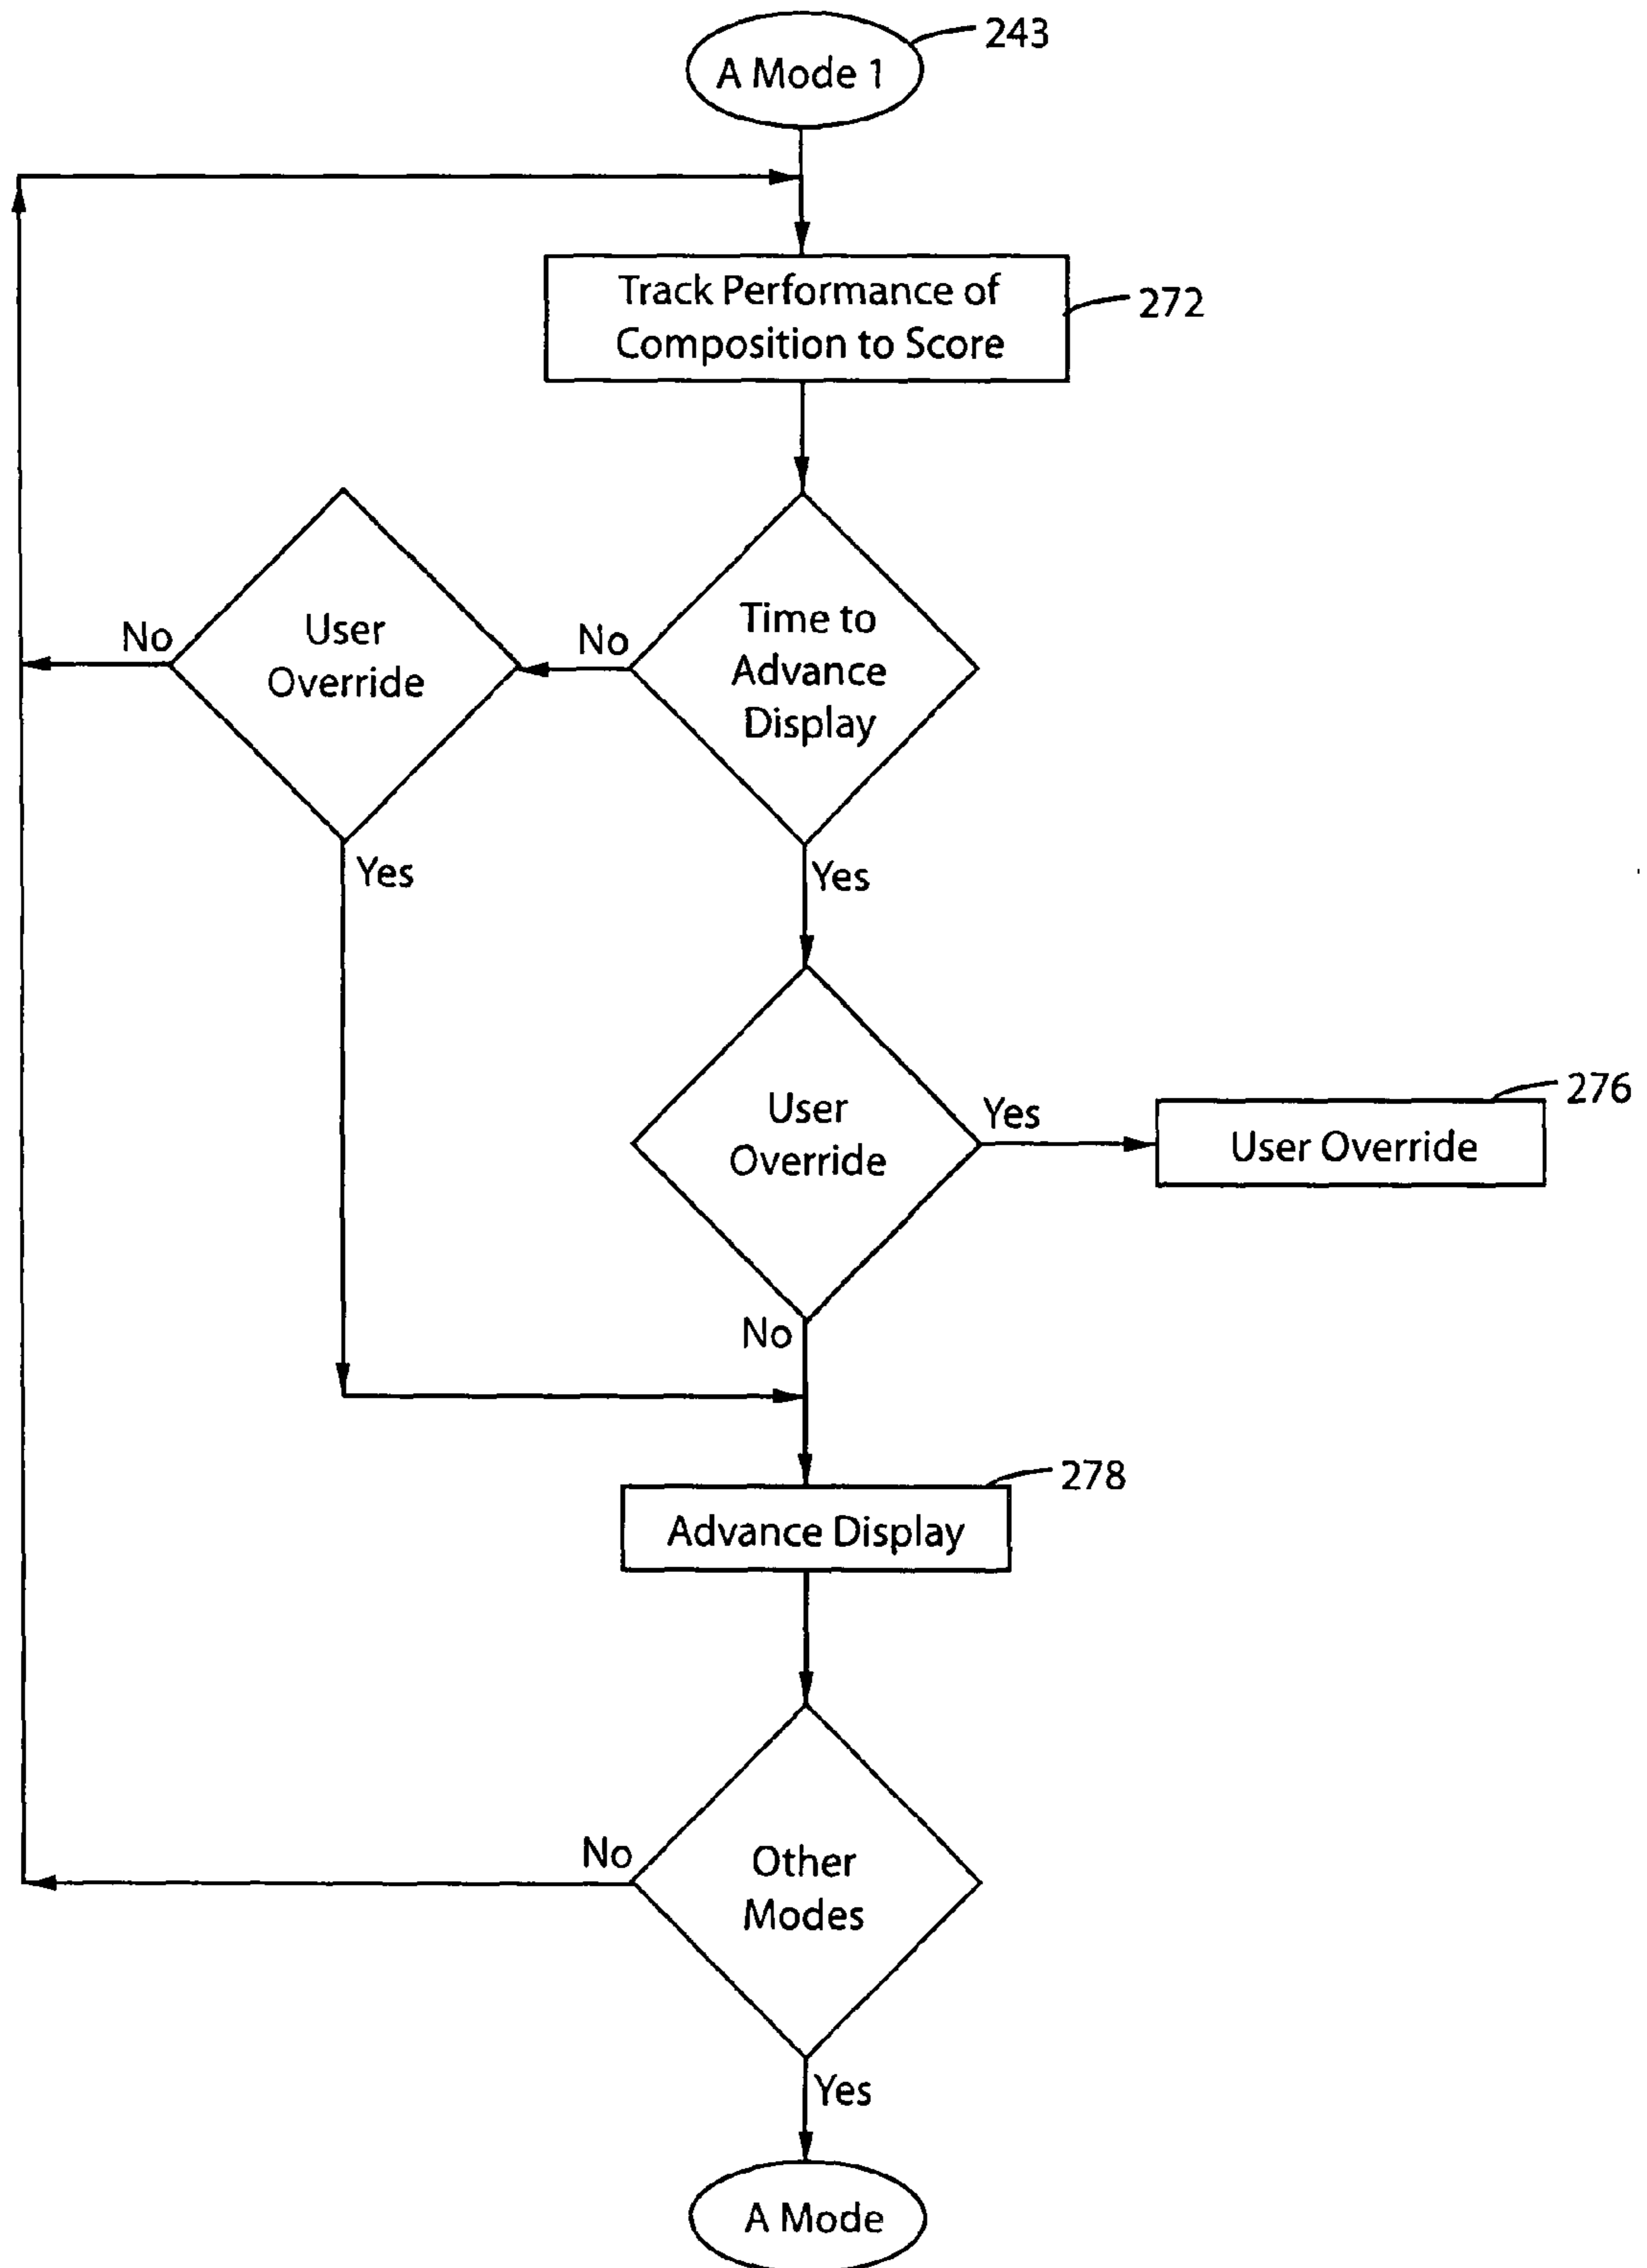 243
A Mode 1
Track Performance of
Composition to Score
272
No
User
Override
No
Time to
Advance
Display
Yes
Yes
User
Override
Yes
User Override
276
No
278
Advance Display
No
Other
Modes
Yes
A Mode